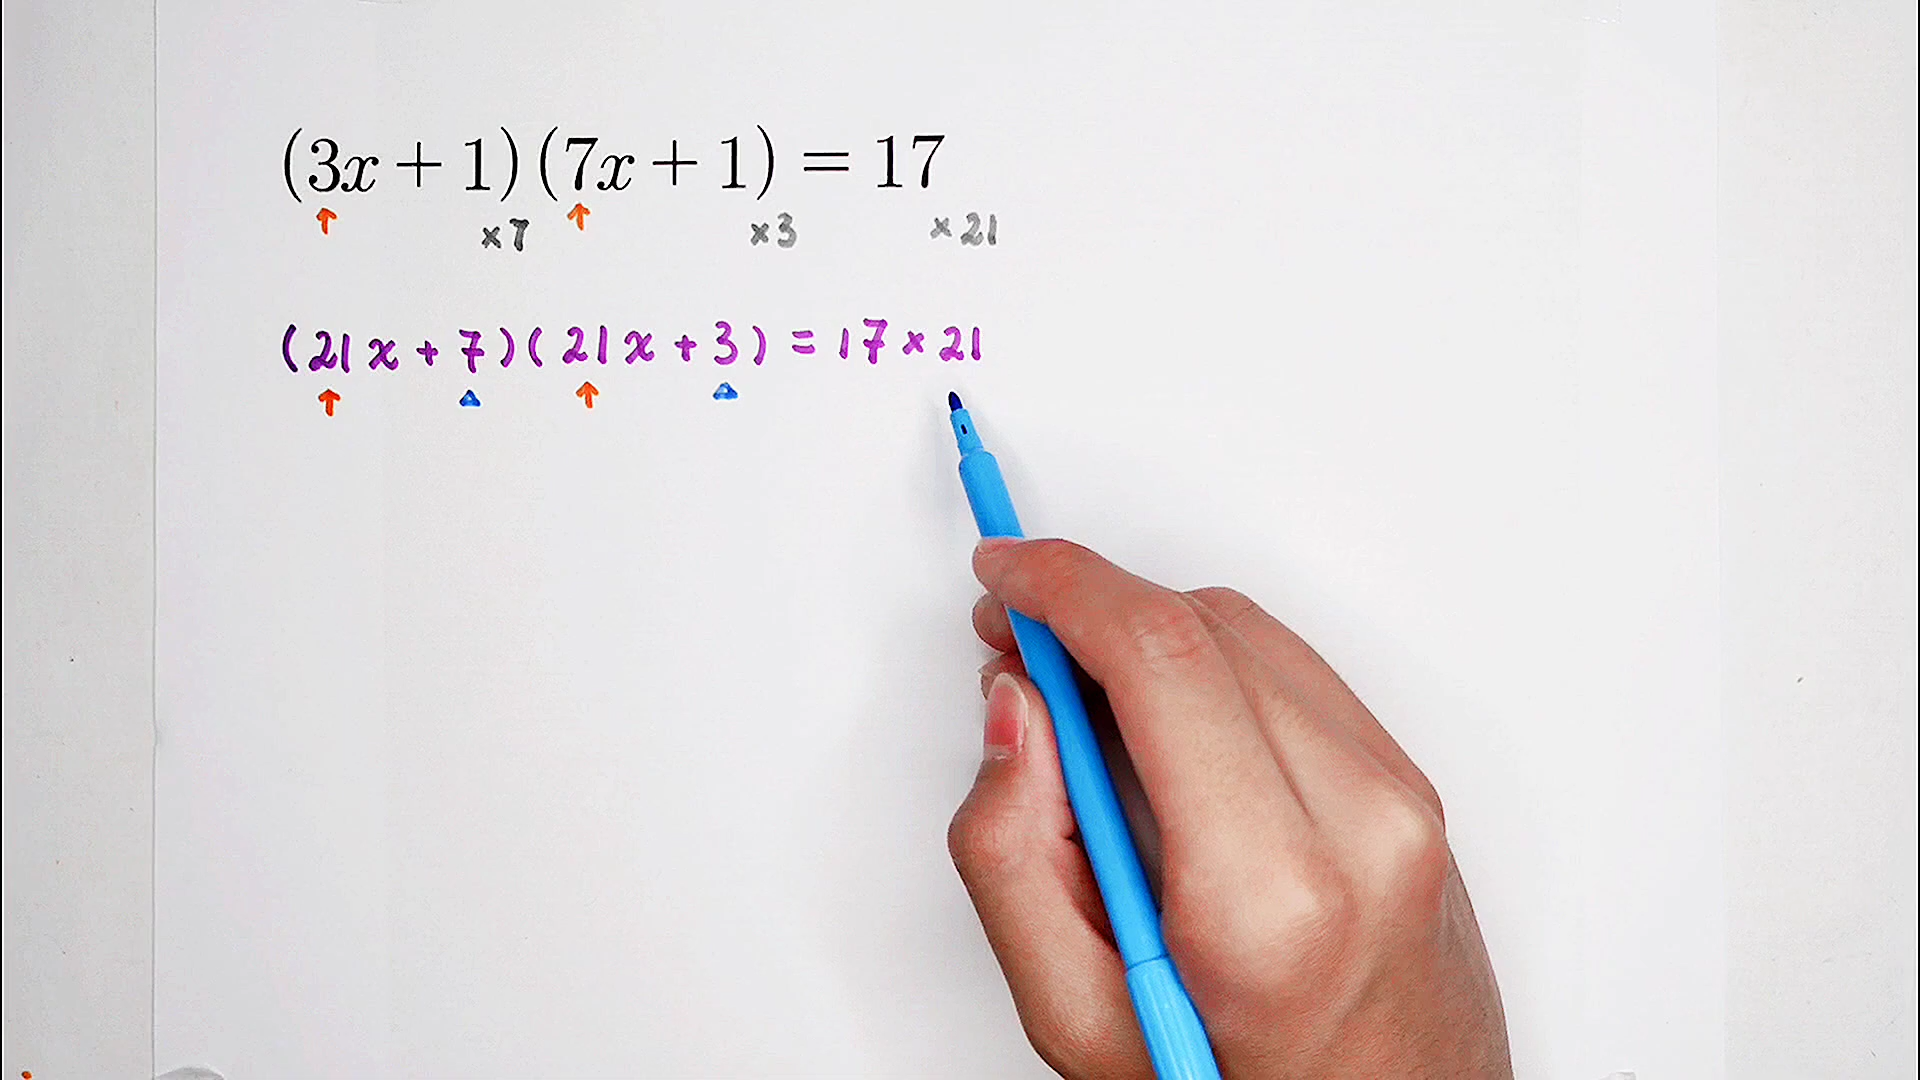 (3x + 1)(7x + 1) = 17
↑ ×7 ↑ ×3 ×21
(21x + 7)(21x + 3) = 17 × 21